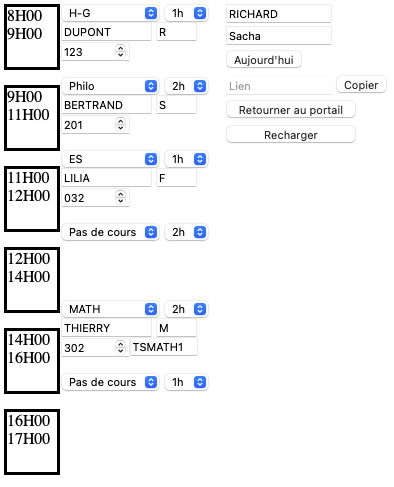 8H00
9H00
H-G 1h
DUPONT R
123
9H00
11H00
Philo 2h
BERTRAND S
201
11H00
12H00
ES 1h
LILIA F
032
12H00
14H00
Pas de cours 2h
14H00
16H00
MATH 2h
THIERRY M
302 TSMATH1
16H00
17H00
Pas de cours 1h
RICHARD
Sacha
Aujourd'hui
Lien Copier
Retourner au portail
Recharger